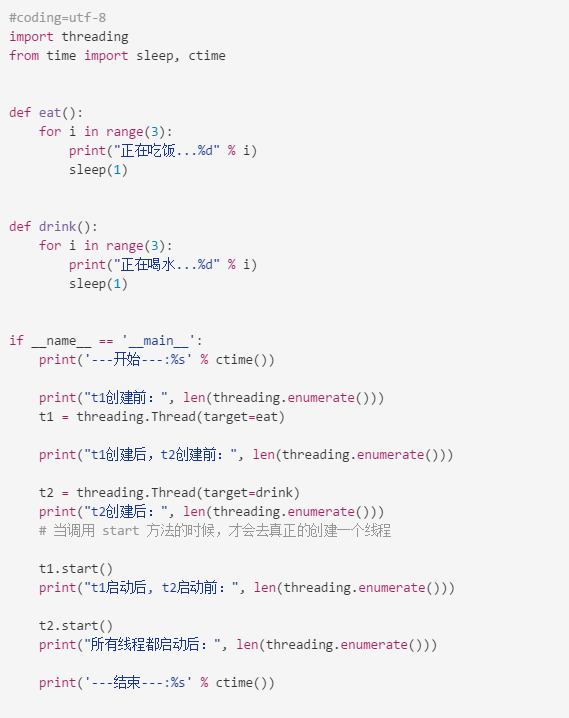 #coding=utf-8
import threading
from time import sleep, ctime
def eat():
    for i in range(3):
        print("正在吃饭...%d" % i)
        sleep(1)
def drink():
    for i in range(3):
        print("正在喝水...%d" % i)
        sleep(1)
if __name__ == '__main__':
    print('---开始---:%s' % ctime())
    print("t1创建前：", len(threading.enumerate()))
    t1 = threading.Thread(target=eat)
    print("t1创建后，t2创建前：", len(threading.enumerate()))
    t2 = threading.Thread(target=drink)
    print("t2创建后：", len(threading.enumerate()))
    # 当调用 start 方法的时候，才会去真正的创建一个线程
    t1.start()
    print("t1启动后, t2启动前：", len(threading.enumerate()))
    t2.start()
    print("所有线程都启动后：", len(threading.enumerate()))
    print('---结束---:%s' % ctime())